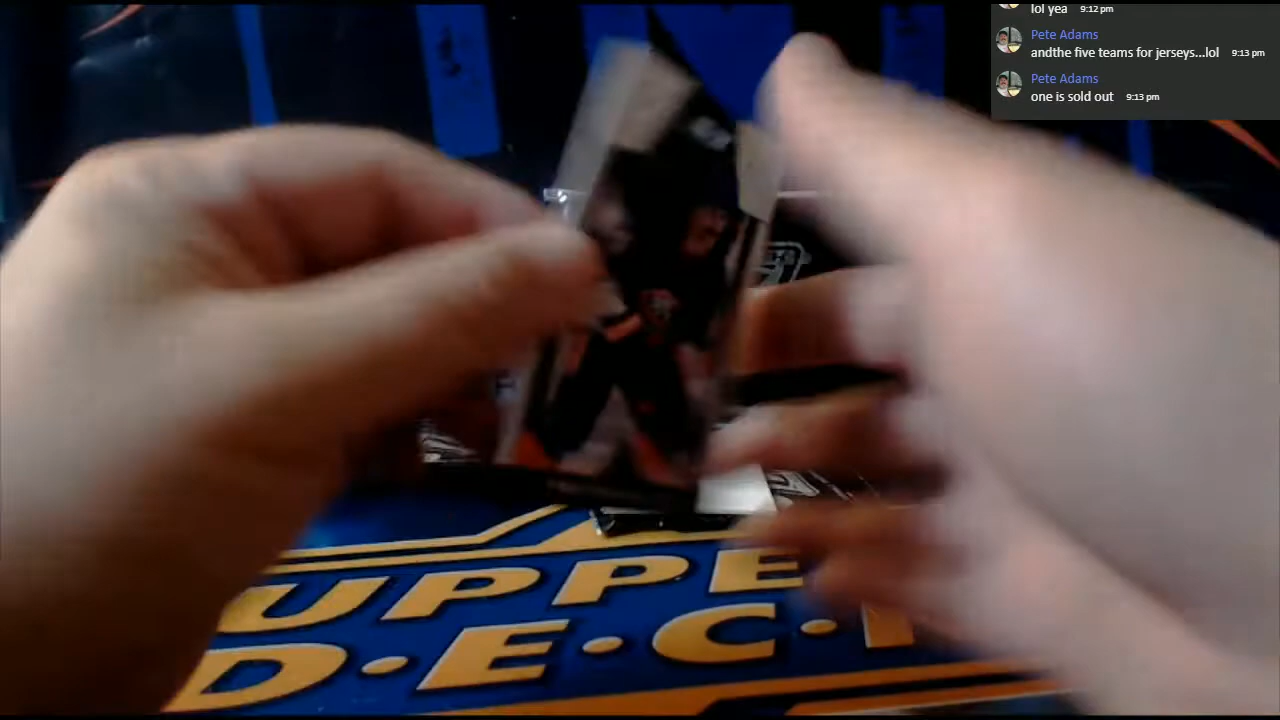 lol yea 9:12 pm
Pete Adams
andthe five teams for jerseys...lol 9:13 pm
Pete Adams
one is sold out 9:13 pm
UPPE
D•E•C•